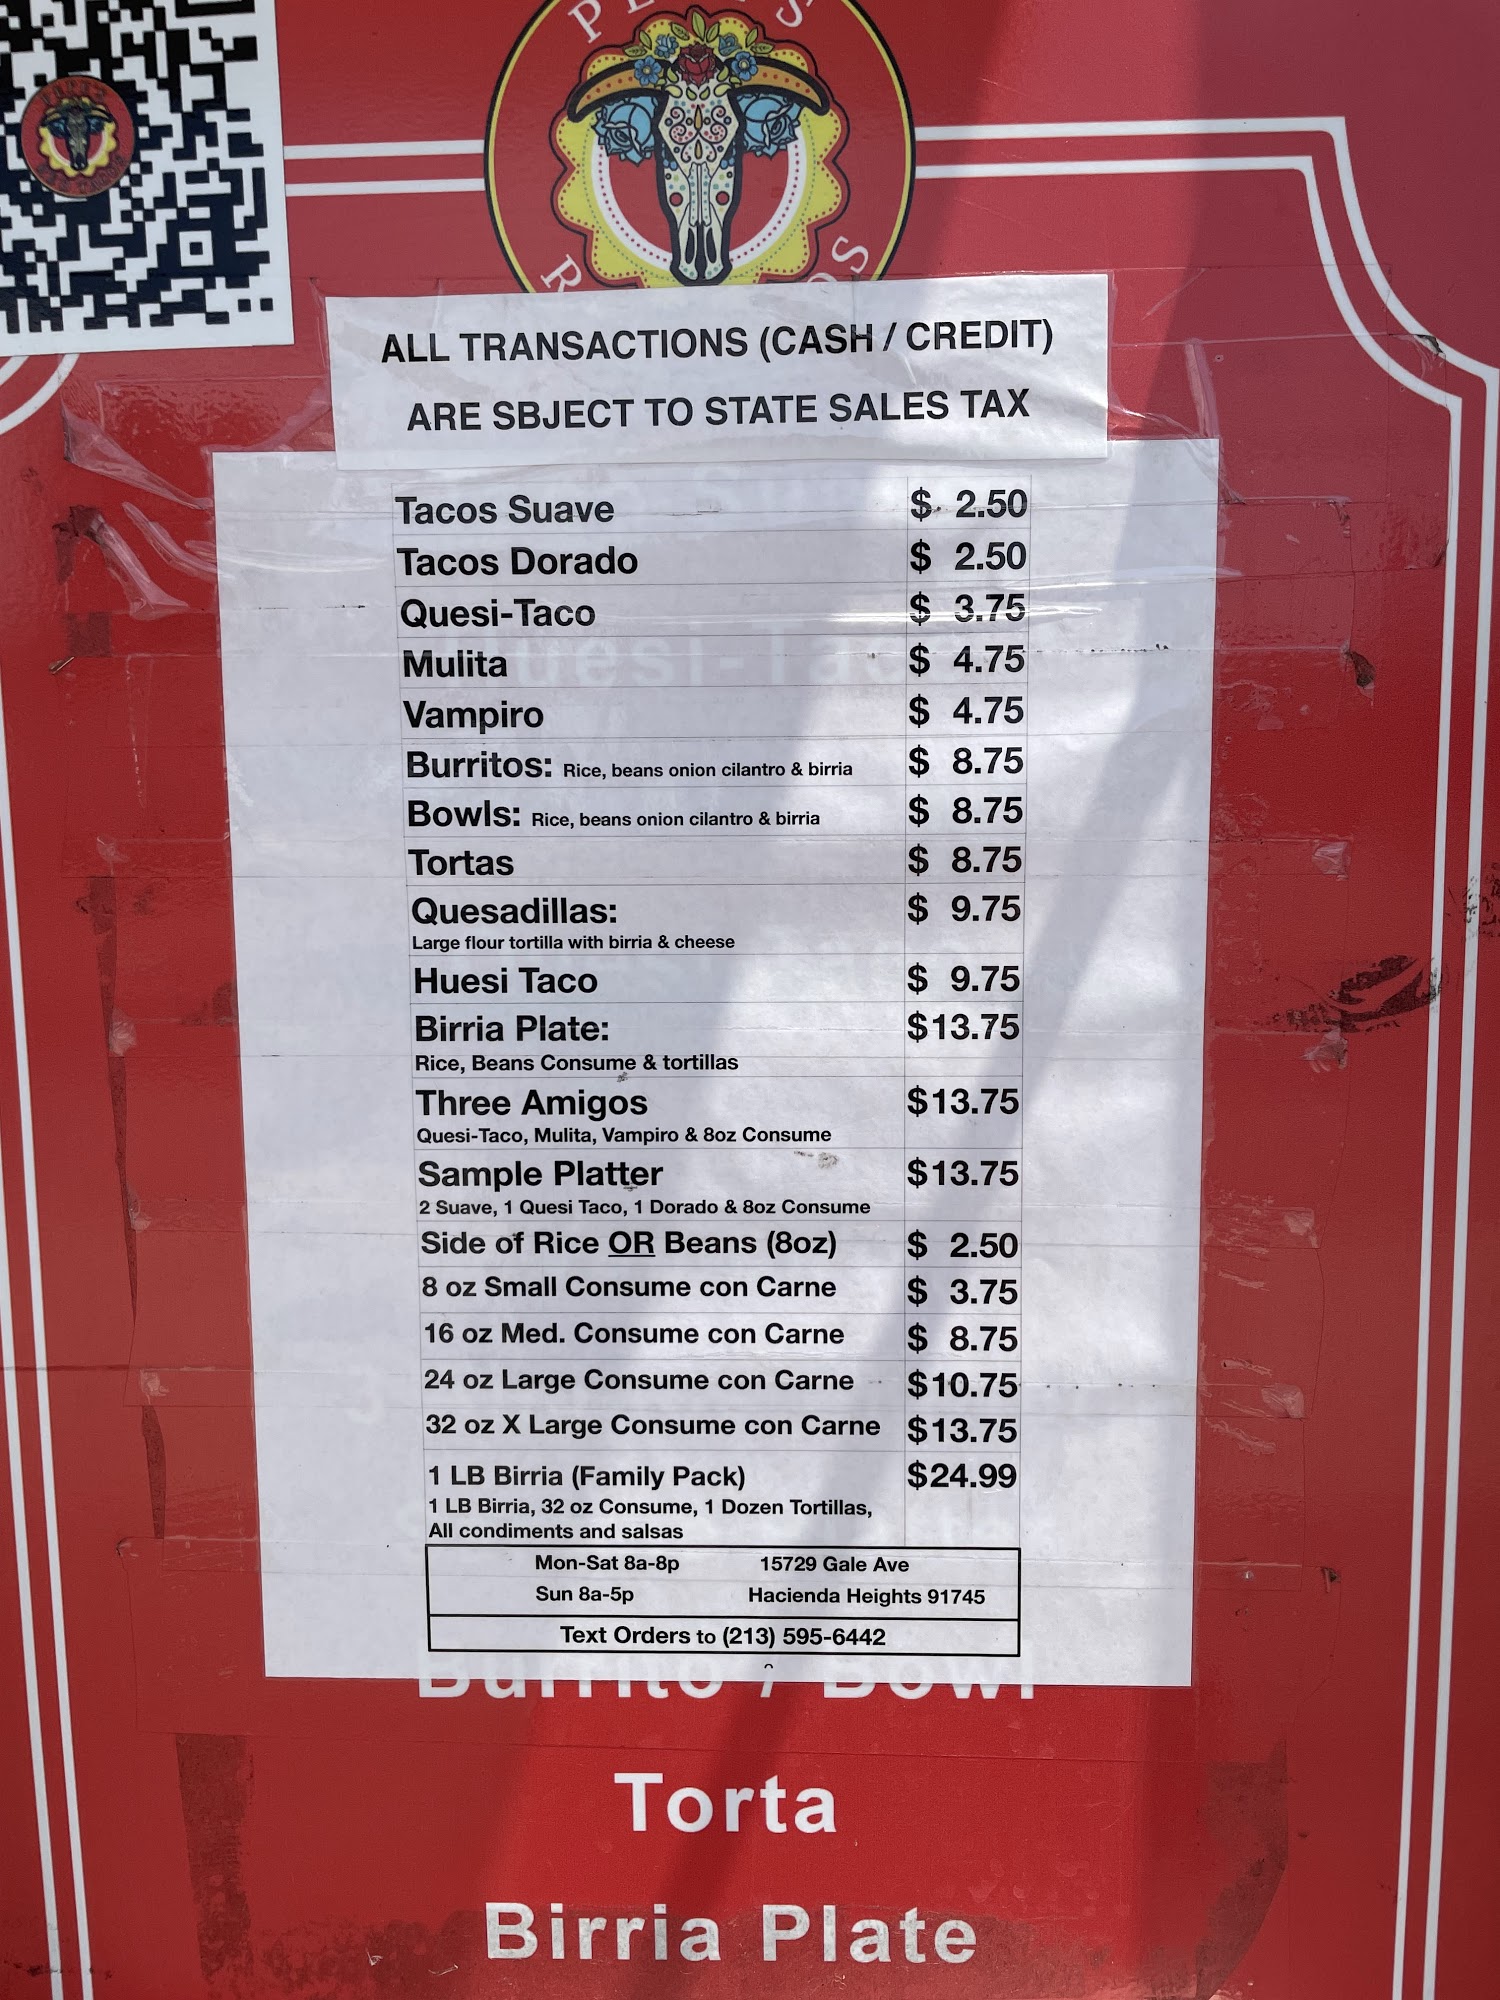 ALL TRANSACTIONS (CASH / CREDIT)
ARE SBJECT TO STATE SALES TAX
Tacos Suave $ 2.50
Tacos Dorado $ 2.50
Quesi-Taco $ 3.75
Mulita $ 4.75
Vampiro $ 4.75
Burritos: Rice, beans onion cilantro & birria $ 8.75
Bowls: Rice, beans onion cilantro & birria $ 8.75
Tortas $ 8.75
Quesadillas: $ 9.75
Large flour tortilla with birria & cheese
Huesi Taco $ 9.75
Birria Plate: $13.75
Rice, Beans Consume & tortillas
Three Amigos $13.75
Quesi-Taco, Mulita, Vampiro & 8oz Consume
Sample Platter $13.75
2 Suave, 1 Quesi Taco, 1 Dorado & 8oz Consume
Side of Rice OR Beans (8oz) $ 2.50
8 oz Small Consume con Carne $ 3.75
16 oz Med. Consume con Carne $ 8.75
24 oz Large Consume con Carne $10.75
32 oz X Large Consume con Carne $13.75
1 LB Birria (Family Pack) $24.99
1 LB Birria, 32 oz Consume, 1 Dozen Tortillas,
All condiments and salsas
Mon-Sat 8a-8p 15729 Gale Ave
Sun 8a-5p Hacienda Heights 91745
Text Orders to (213) 595-6442
Burrito / Bowl
Torta
Birria Plate